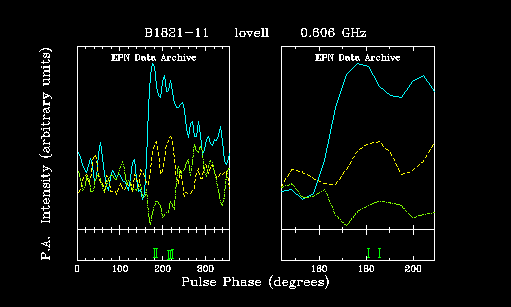 B1821-11 lovell 0.606 GHz
EPN Data Archive EPN Data Archive
P.A. Intensity (arbitrary units)
0 100 200 300 160 180 200
Pulse Phase (degrees)